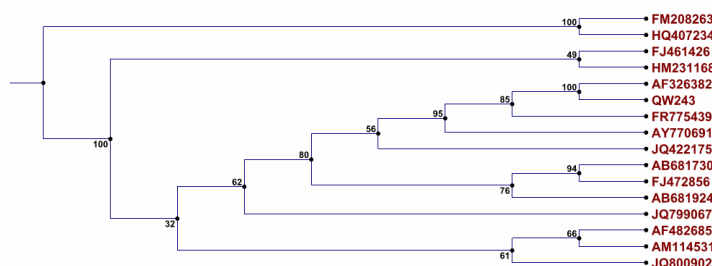 FM208263
100
HQ407234
FJ461426
49
HM231168
AF326382
100
QW243
85
FR775439
95
AY770691
56
JQ422175
80
AB681730
94
FJ472856
76
AB681924
62
JQ799067
32
AF482685
66
AM114531
61
JQ800902
100